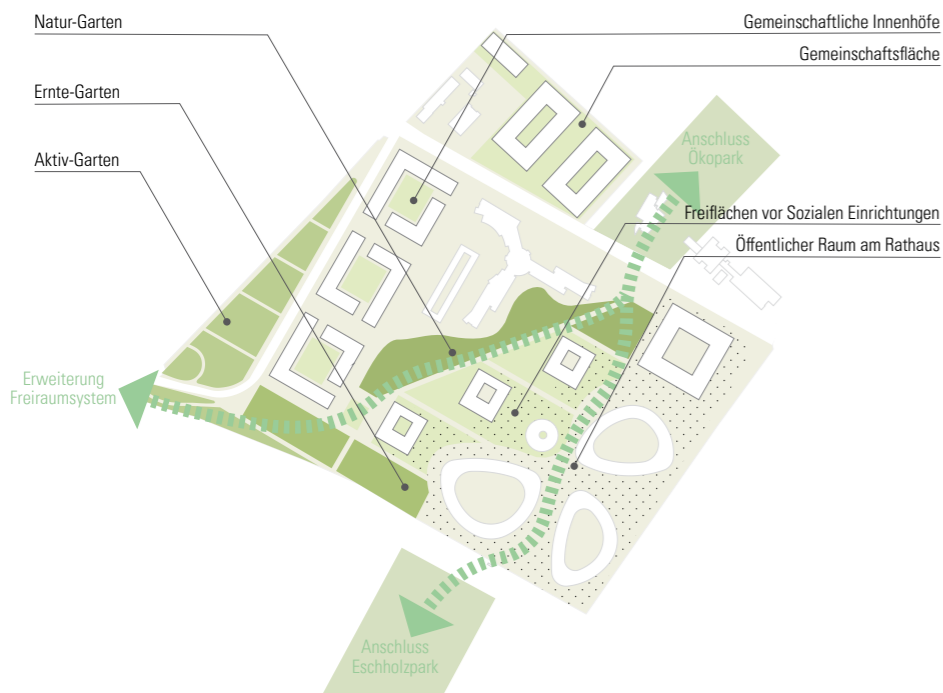 Natur-Garten
Ernte-Garten
Aktiv-Garten
Gemeinschaftliche Innenhöfe
Gemeinschaftsfläche
Anschluss
Ökopark
Freiflächen vor Sozialen Einrichtungen
Öffentlicher Raum am Rathaus
Erweiterung
Freiraumsystem
Anschluss
Eschholzpark